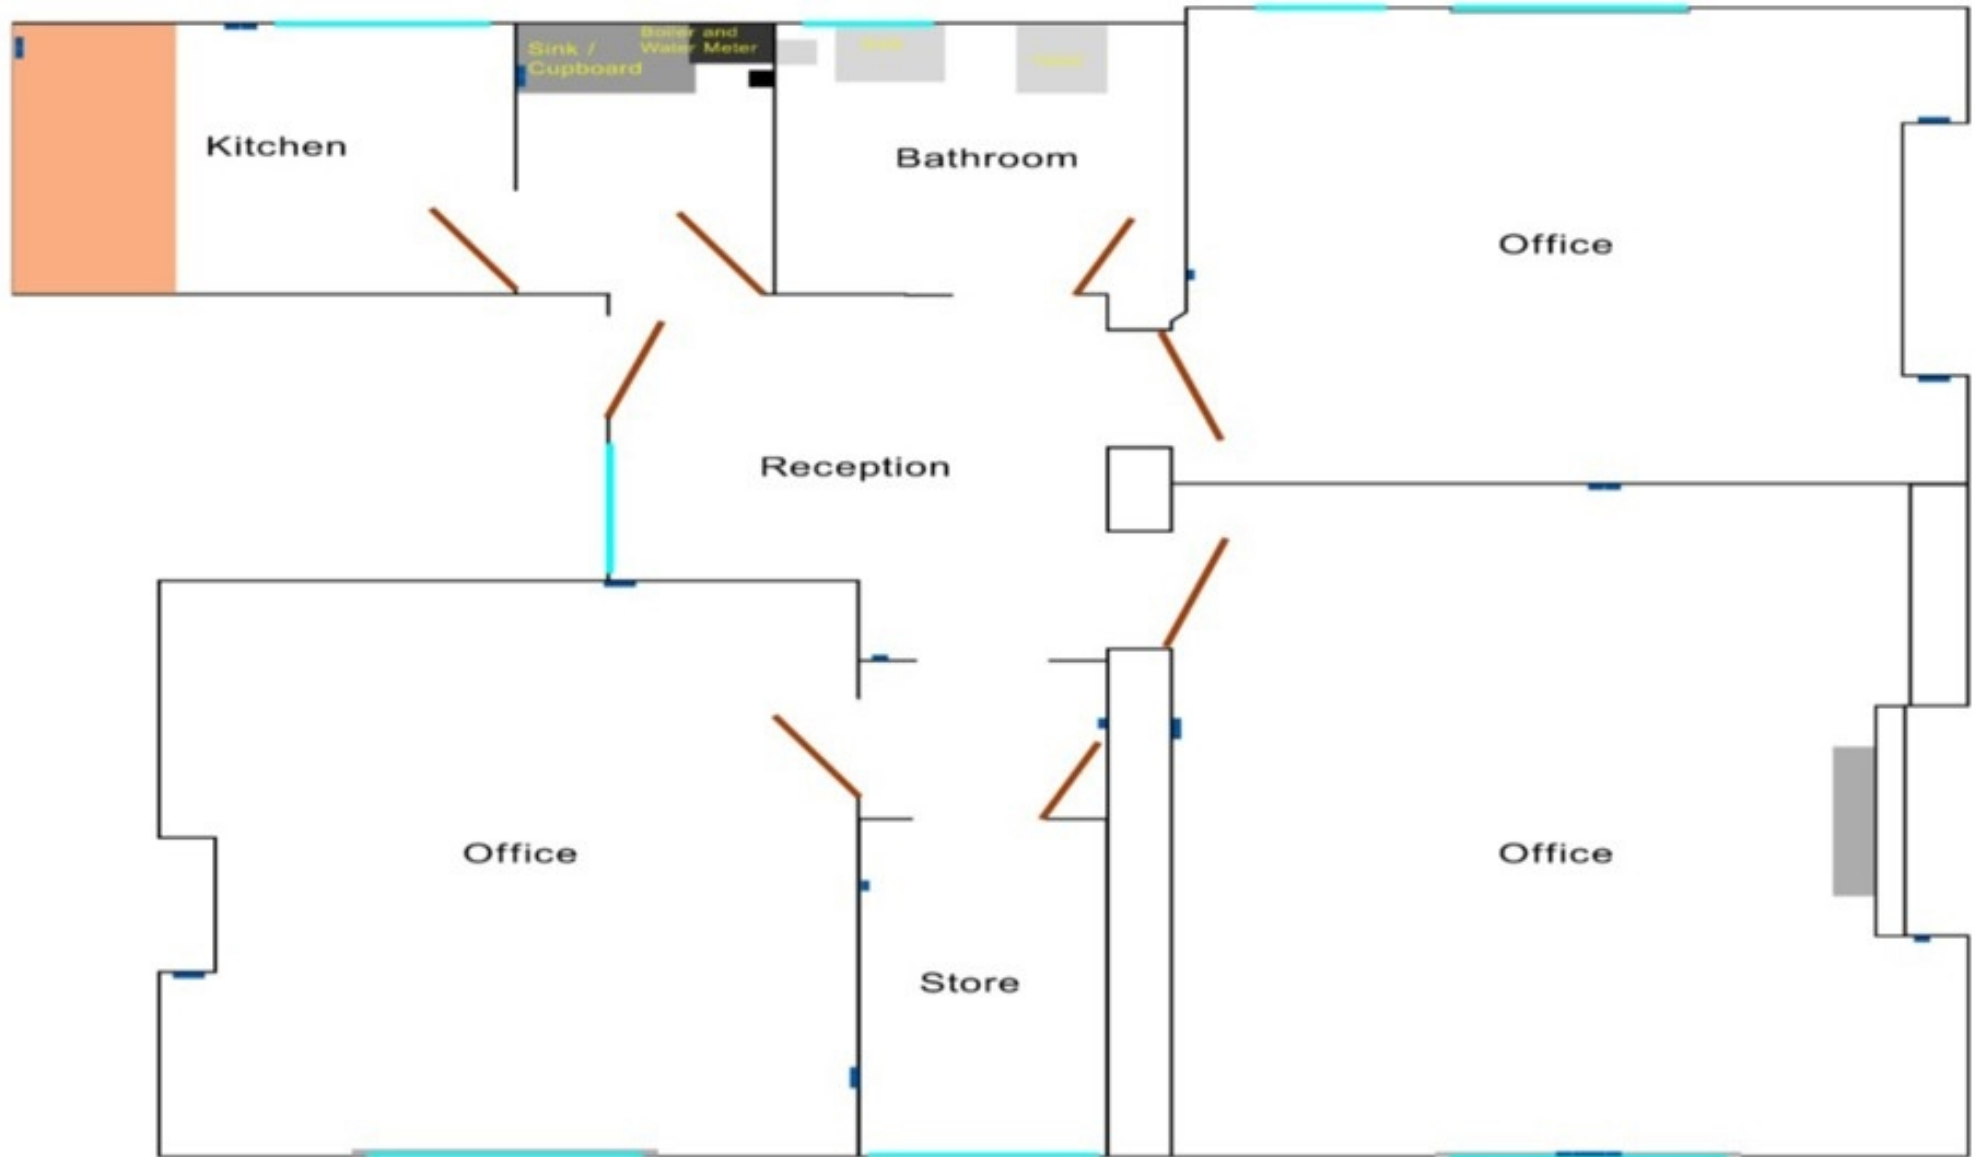 Boiler and
Water Meter
Sink /
Cupboard
Kitchen
Bathroom
Office
Reception
Office
Office
Store